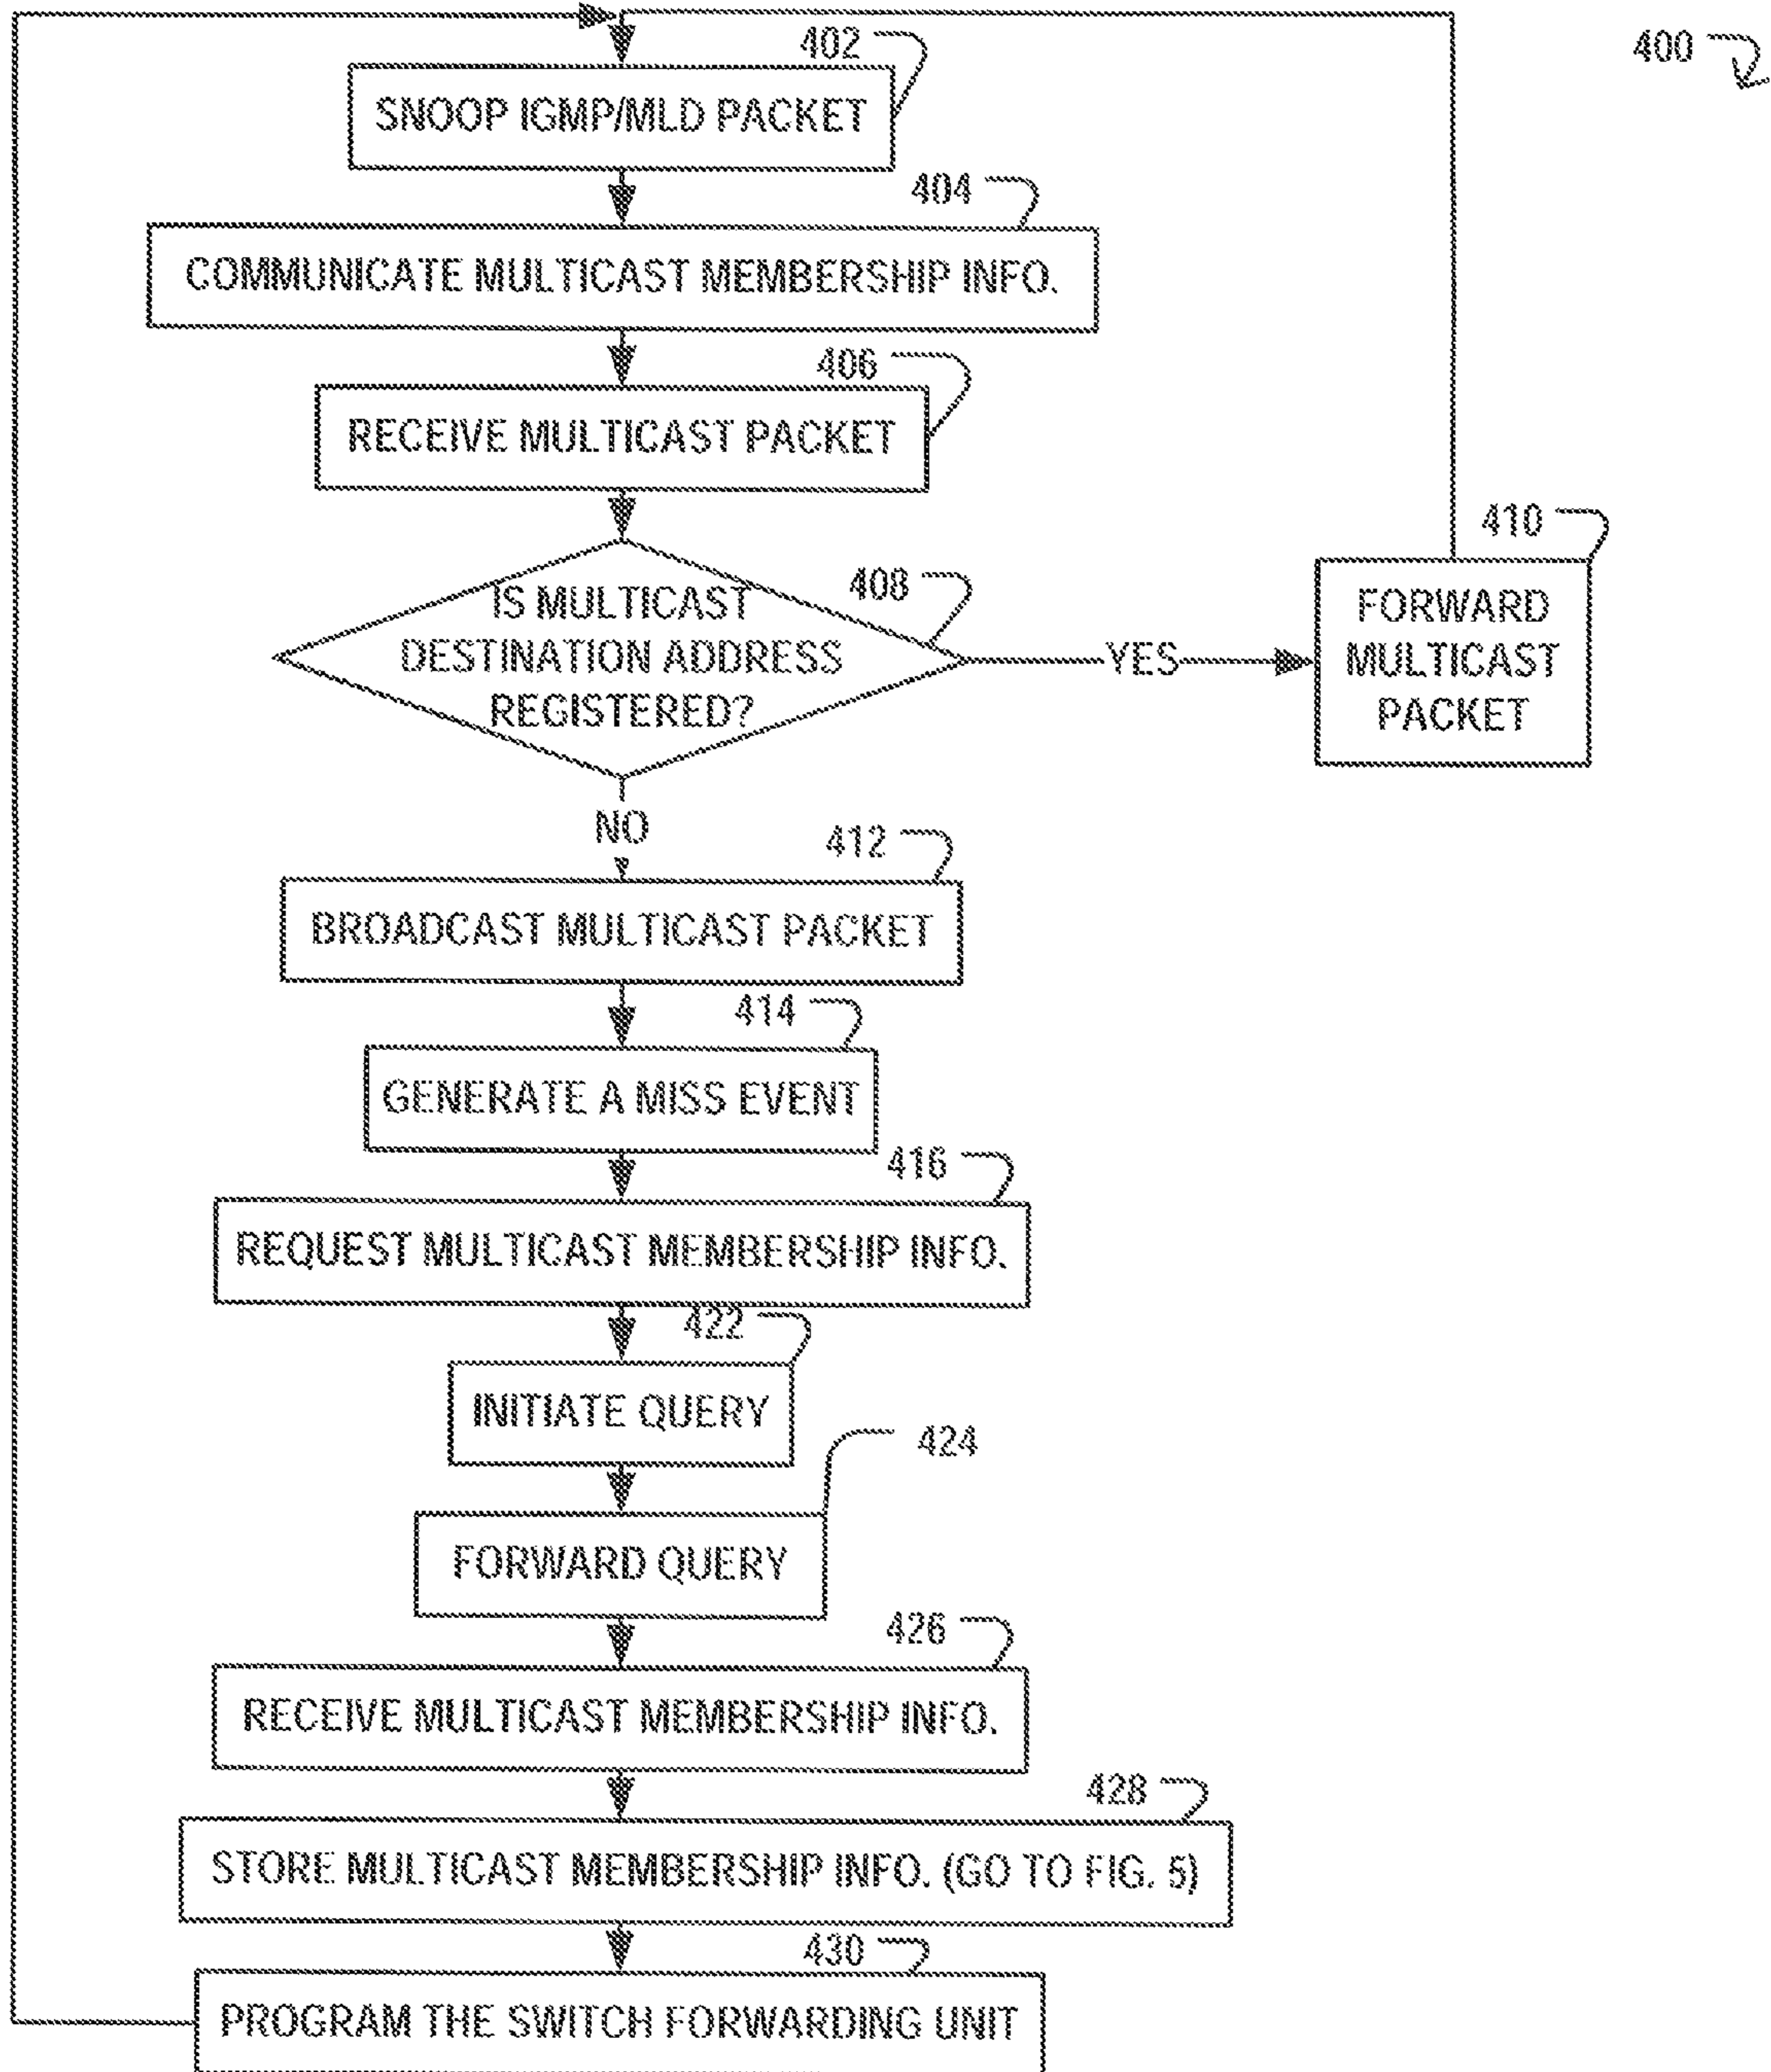 400
402
SNOOP IGMP/MLD PACKET
404
COMMUNICATE MULTICAST MEMBERSHIP INFO.
406
RECEIVE MULTICAST PACKET
408
IS MULTICAST
DESTINATION ADDRESS
REGISTERED?
YES
410
FORWARD
MULTICAST
PACKET
NO
412
BROADCAST MULTICAST PACKET
414
GENERATE A MISS EVENT
416
REQUEST MULTICAST MEMBERSHIP INFO.
422
INITIATE QUERY
424
FORWARD QUERY
426
RECEIVE MULTICAST MEMBERSHIP INFO.
428
STORE MULTICAST MEMBERSHIP INFO. (GO TO FIG. 5)
430
PROGRAM THE SWITCH FORWARDING UNIT